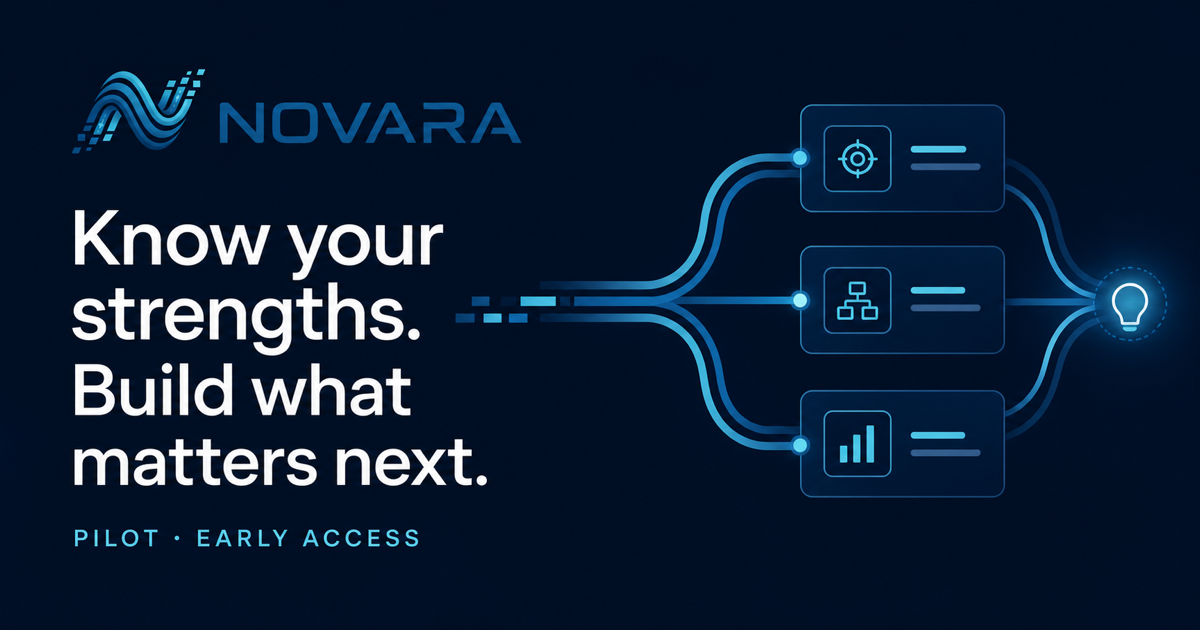 NOVARA
Know your
strengths.
Build what
matters next.
PILOT · EARLY ACCESS